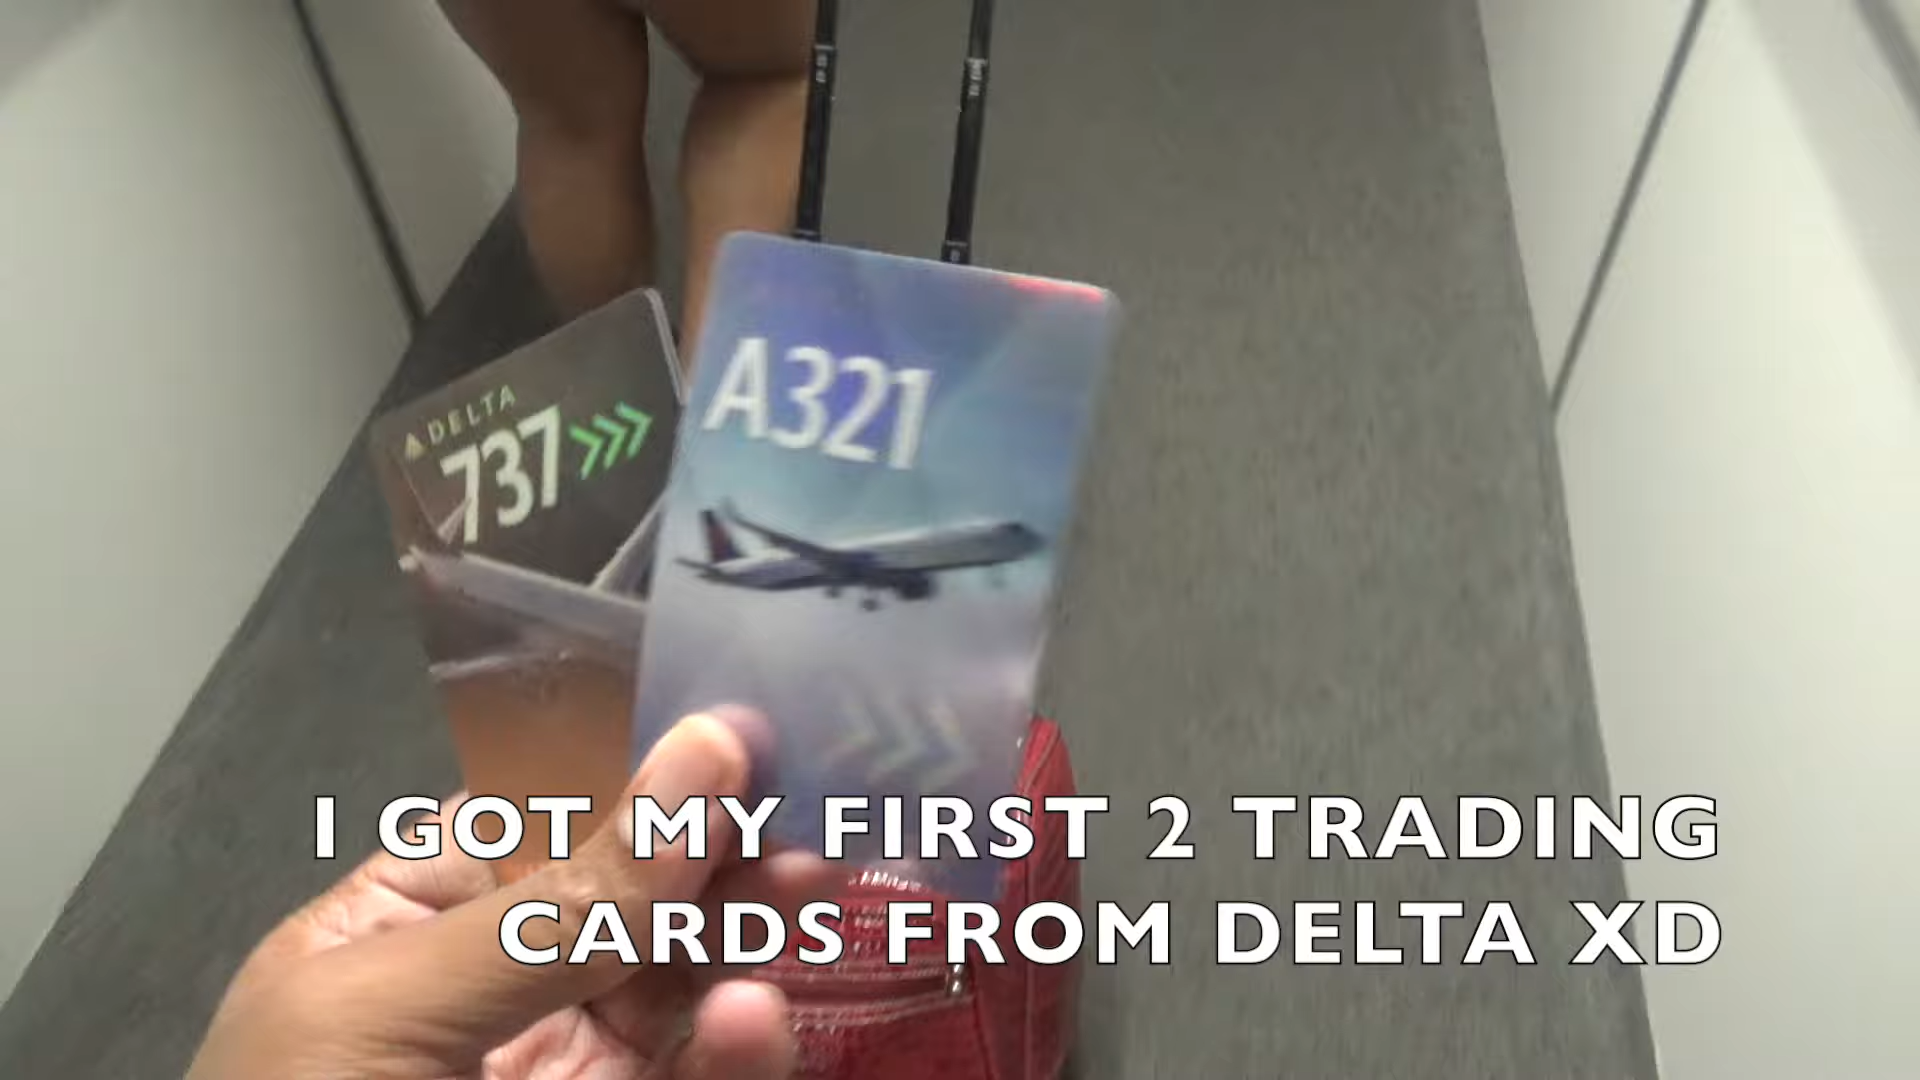 DELTA
737
A321
I GOT MY FIRST 2 TRADING
CARDS FROM DELTA XD